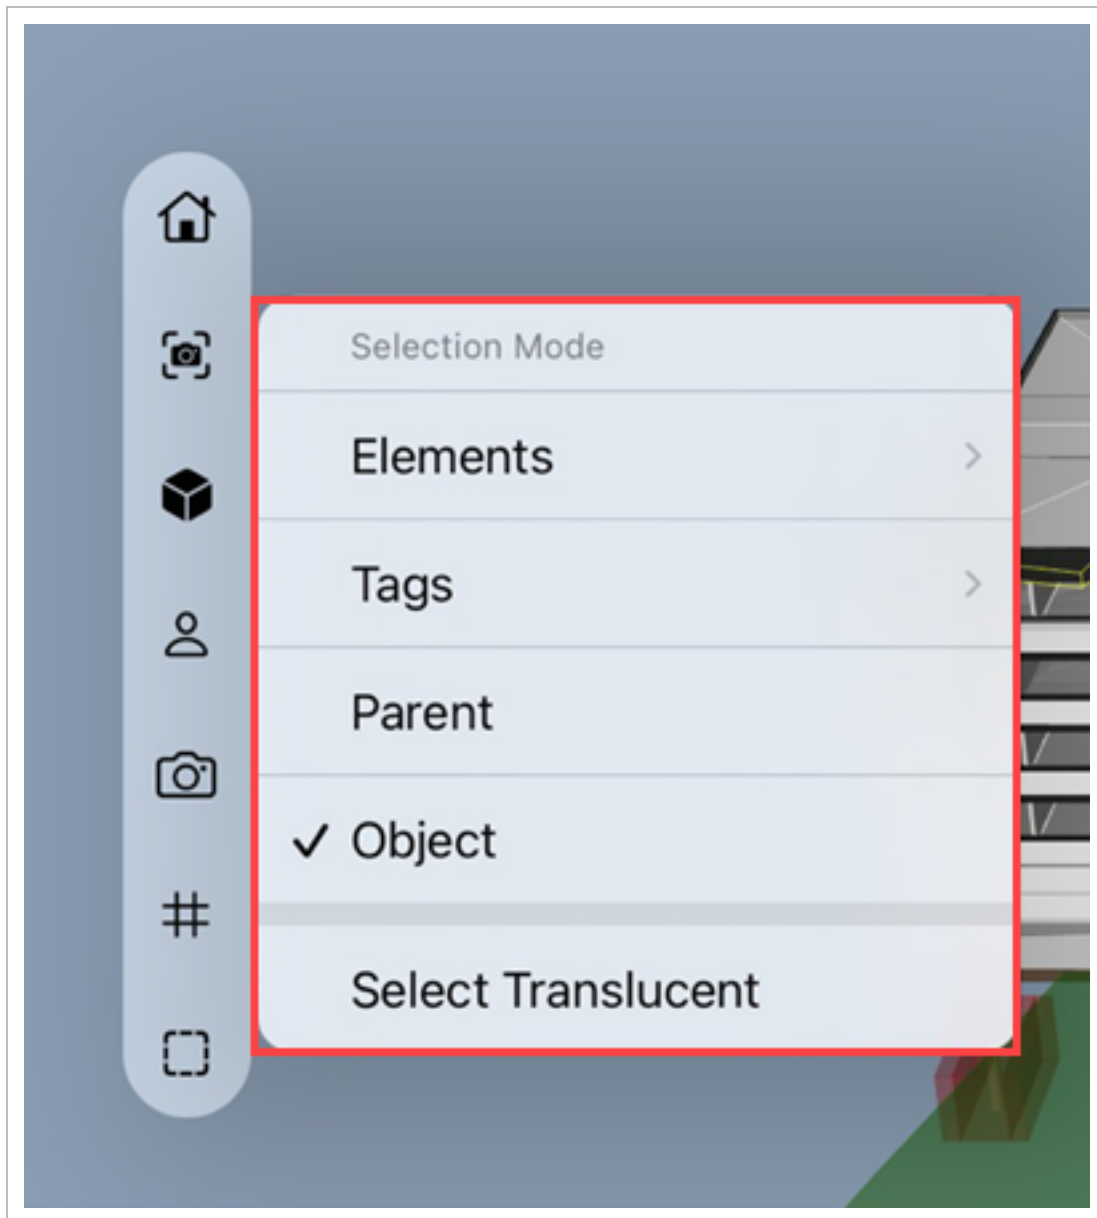 Selection Mode
Elements
Tags
Parent
Object
Select Translucent